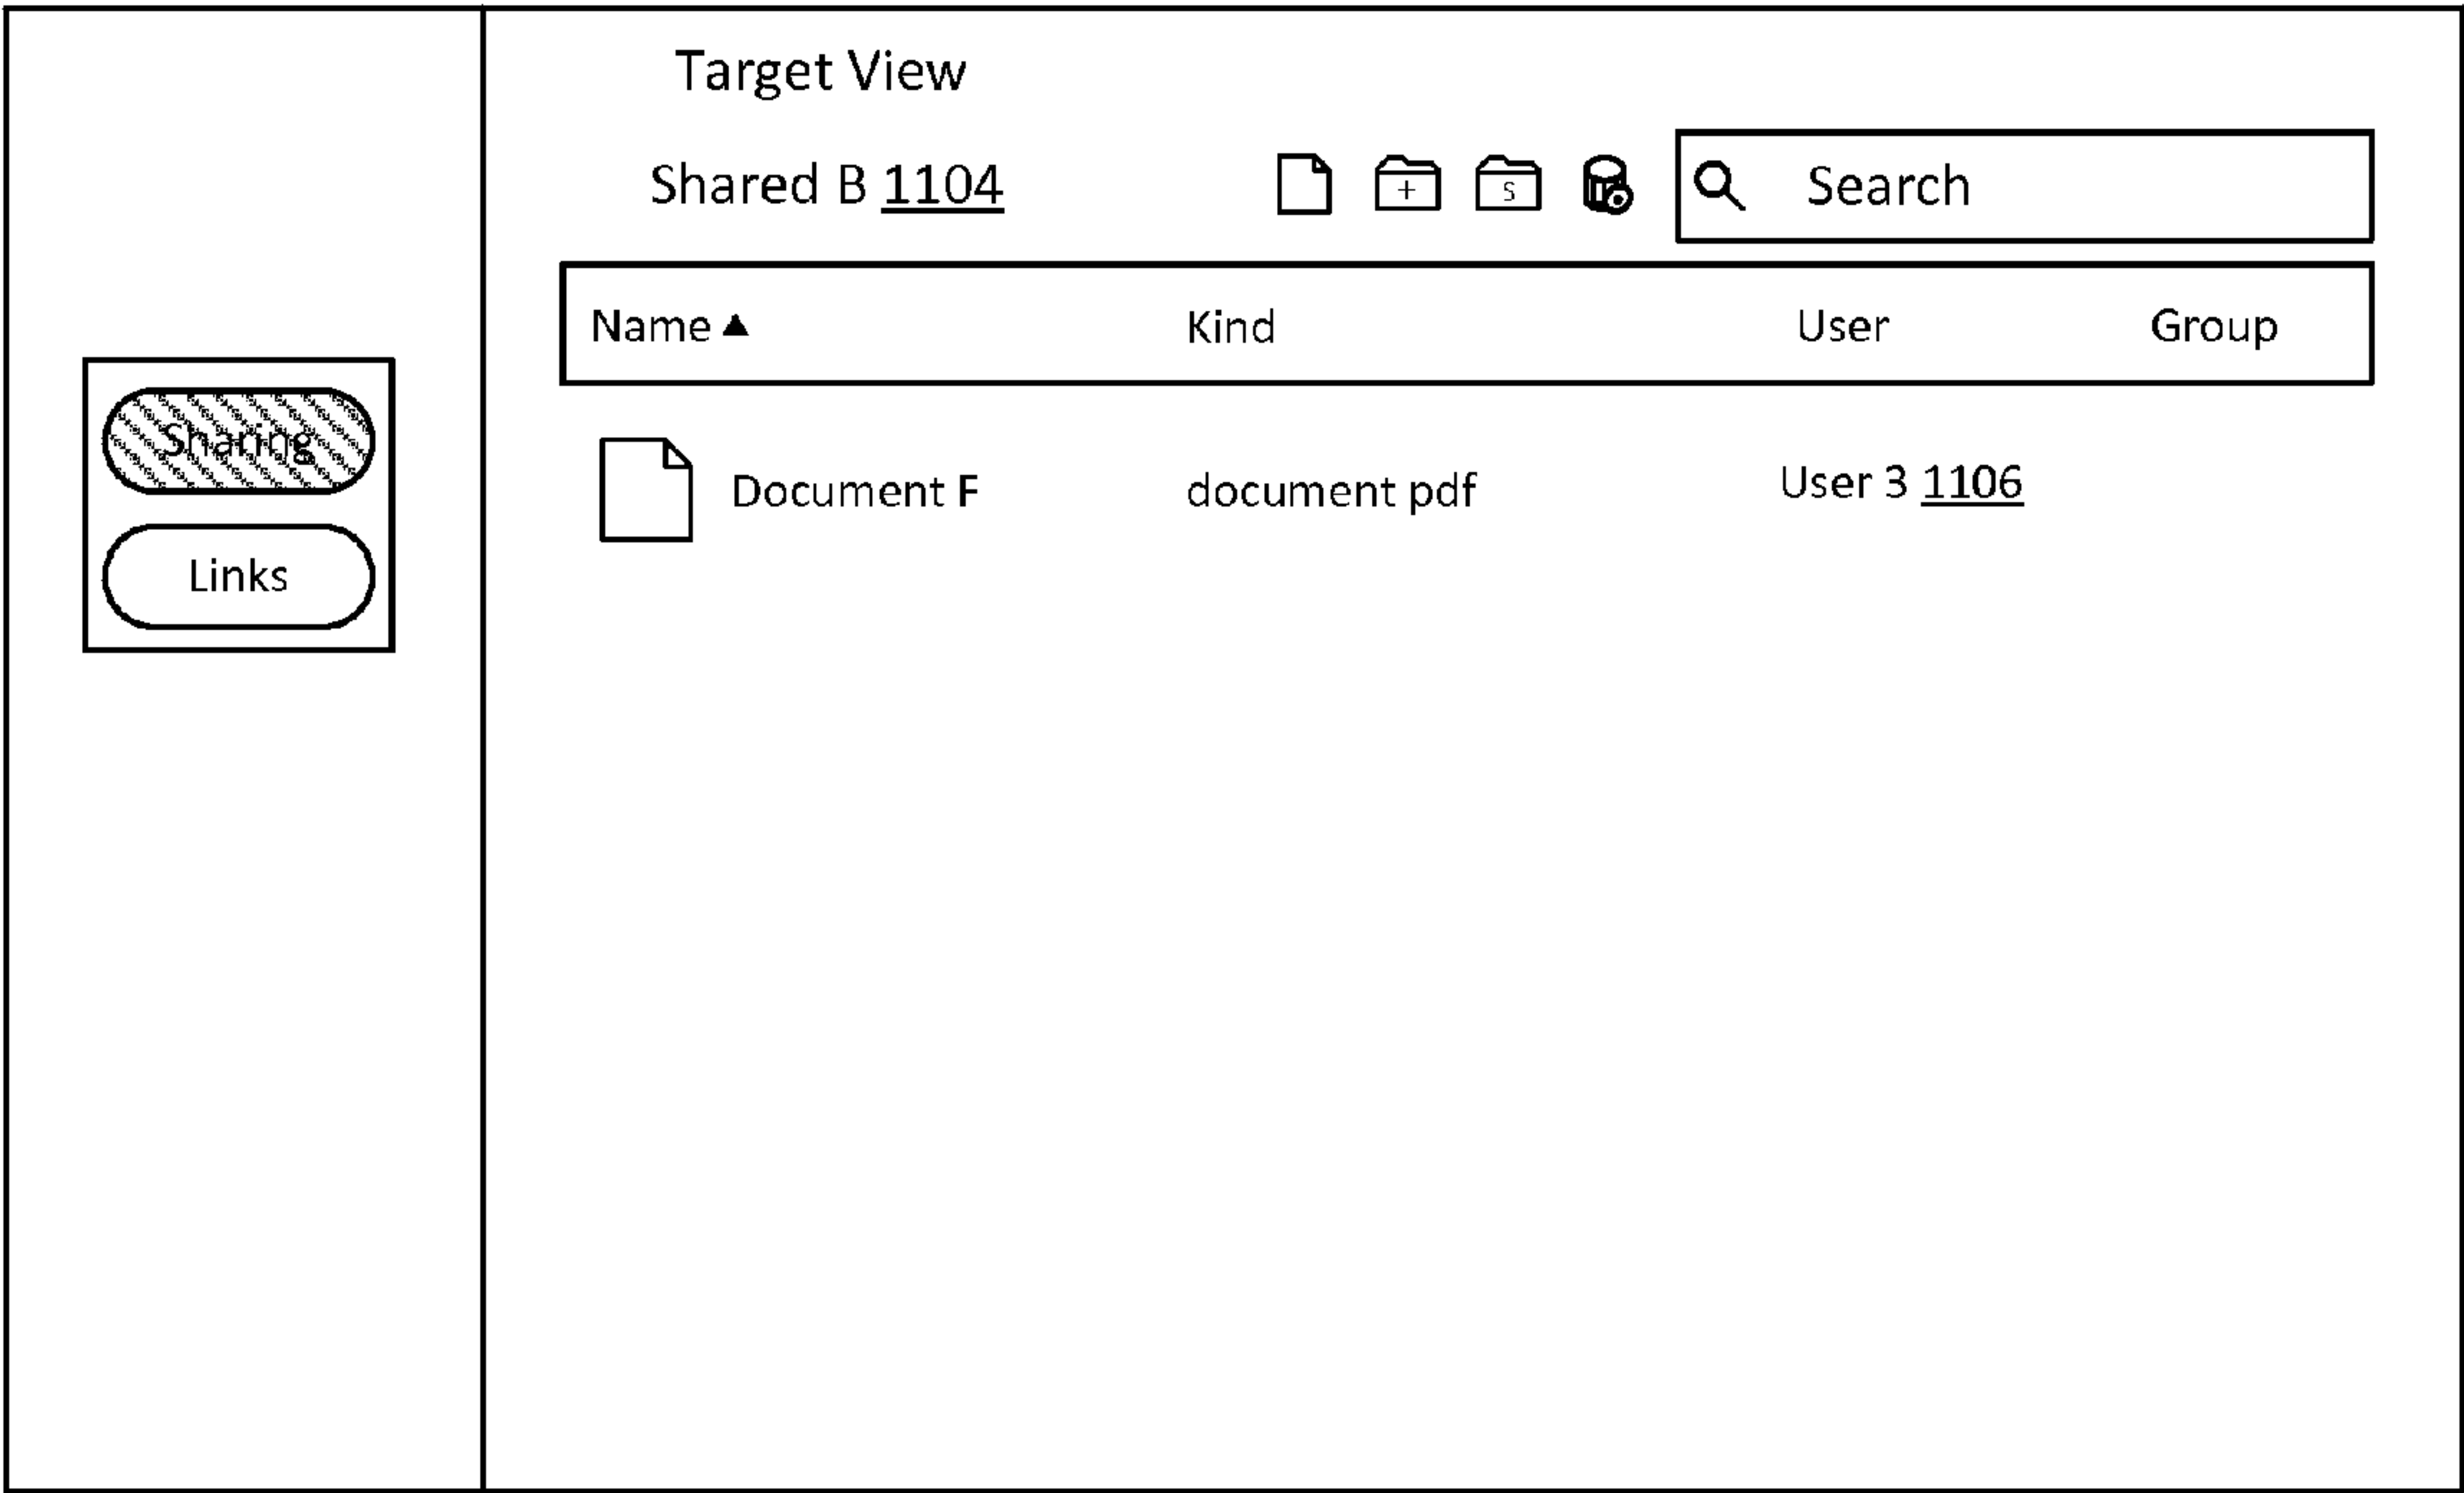 Target View
Shared B 1104
+
S
Search
Name ▲ Kind User Group
Sharing
Document F document pdf User 3 1106
Links